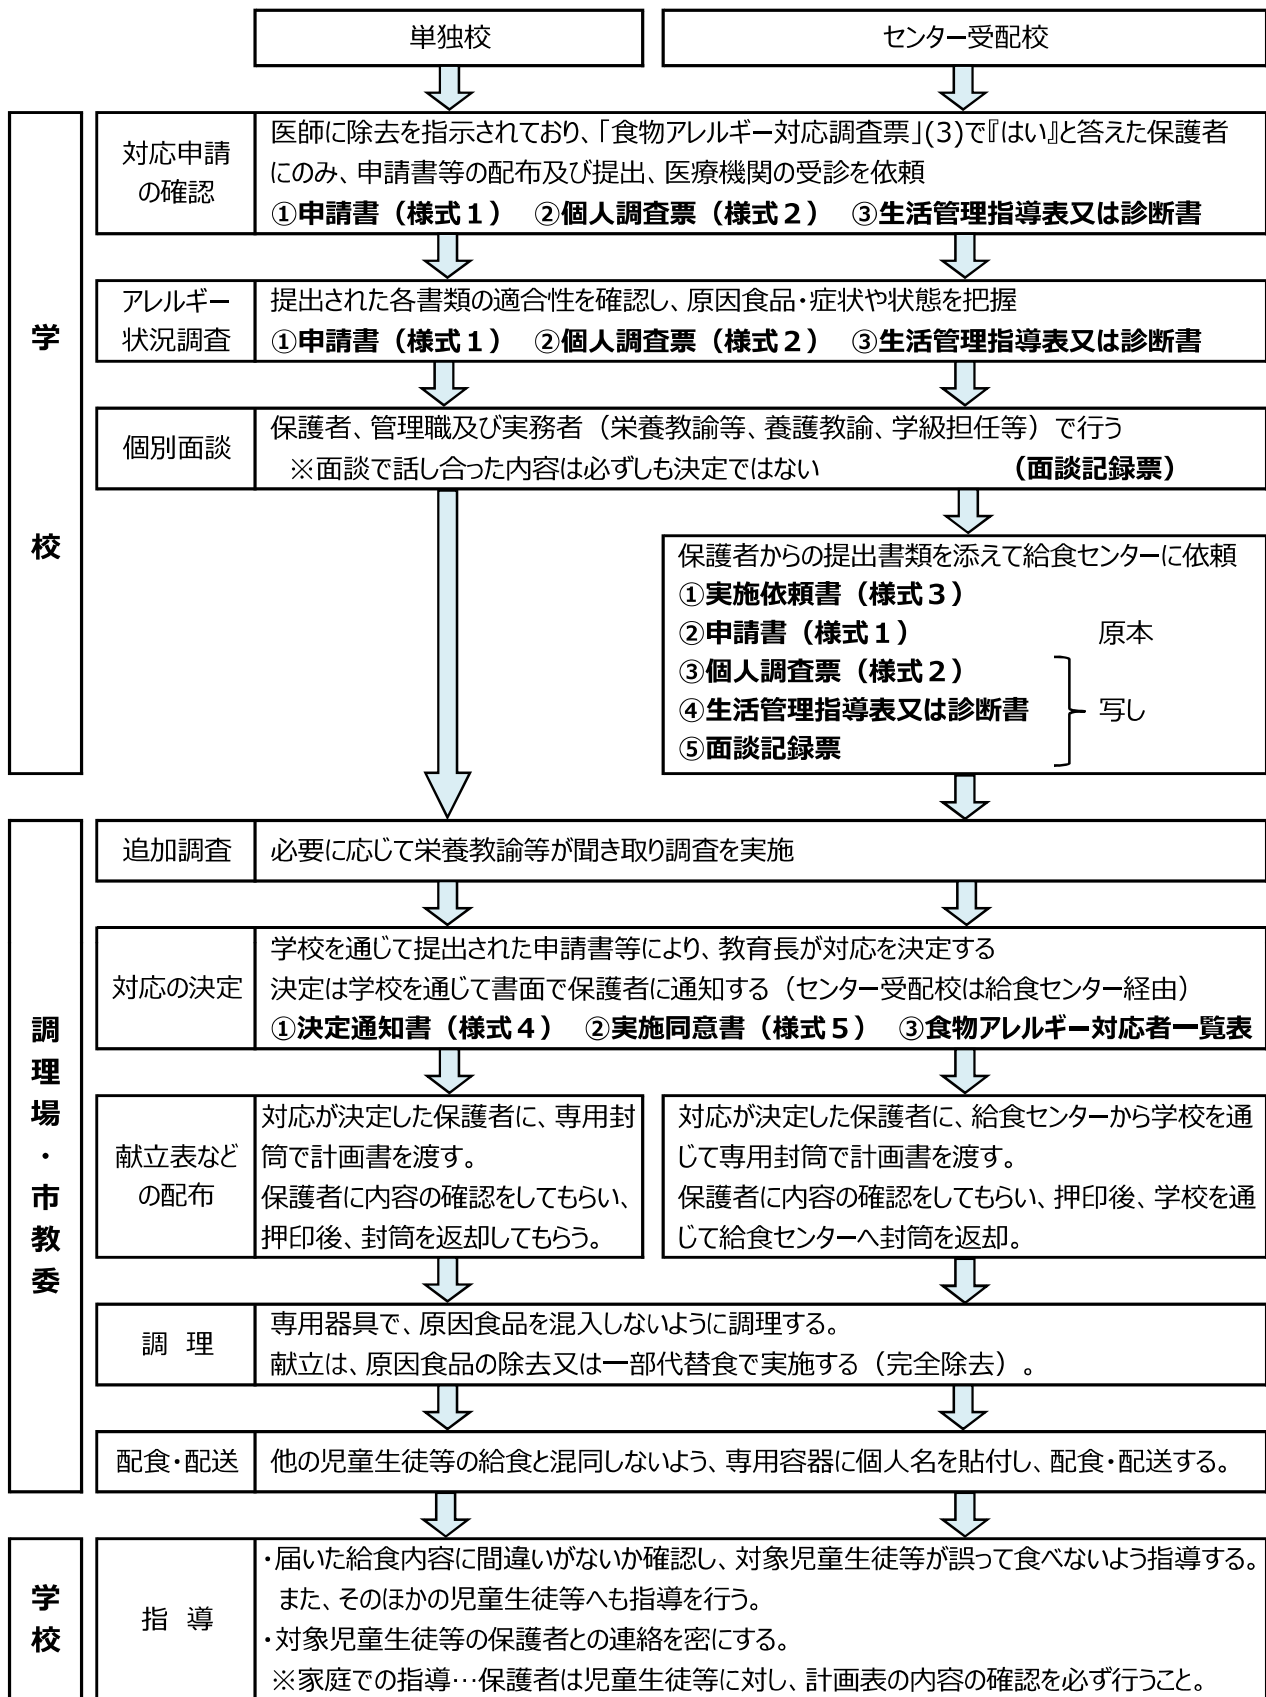 単独校
センター受配校
学校
対応申請
の確認
医師に除去を指示されており、「食物アレルギー対応調査票」(3)で『はい』と答えた保護者
にのみ、申請書等の配布及び提出、医療機関の受診を依頼
①申請書（様式１）　②個人調査票（様式２）　③生活管理指導表又は診断書
アレルギー
状況調査
提出された各書類の適合性を確認し、原因食品・症状や状態を把握
①申請書（様式１）　②個人調査票（様式２）　③生活管理指導表又は診断書
個別面談
保護者、管理職及び実務者（栄養教諭等、養護教諭、学級担任等）で行う
※面談で話し合った内容は必ずしも決定ではない　（面談記録票）
保護者からの提出書類を添えて給食センターに依頼
①実施依頼書（様式３）
②申請書（様式１）　原本
③個人調査票（様式２）
④生活管理指導表又は診断書　写し
⑤面談記録票
調理場・市教委
追加調査
必要に応じて栄養教諭等が聞き取り調査を実施
対応の決定
学校を通じて提出された申請書等により、教育長が対応を決定する
決定は学校を通じて書面で保護者に通知する（センター受配校は給食センター経由）
①決定通知書（様式４）　②実施同意書（様式５）　③食物アレルギー対応者一覧表
献立表など
の配布
対応が決定した保護者に、専用封
筒で計画書を渡す。
保護者に内容の確認をしてもらい、
押印後、封筒を返却してもらう。
対応が決定した保護者に、給食センターから学校を通
じて専用封筒で計画書を渡す。
保護者に内容の確認をしてもらい、押印後、学校を通
じて給食センターへ封筒を返却。
調　理
専用器具で、原因食品を混入しないように調理する。
献立は、原因食品の除去又は一部代替食で実施する（完全除去）。
配食・配送
他の児童生徒等の給食と混同しないよう、専用容器に個人名を貼付し、配食・配送する。
学校
指　導
・届いた給食内容に間違いがないか確認し、対象児童生徒等が誤って食べないよう指導する。
また、そのほかの児童生徒等へも指導を行う。
・対象児童生徒等の保護者との連絡を密にする。
※家庭での指導…保護者は児童生徒等に対し、計画表の内容の確認を必ず行うこと。